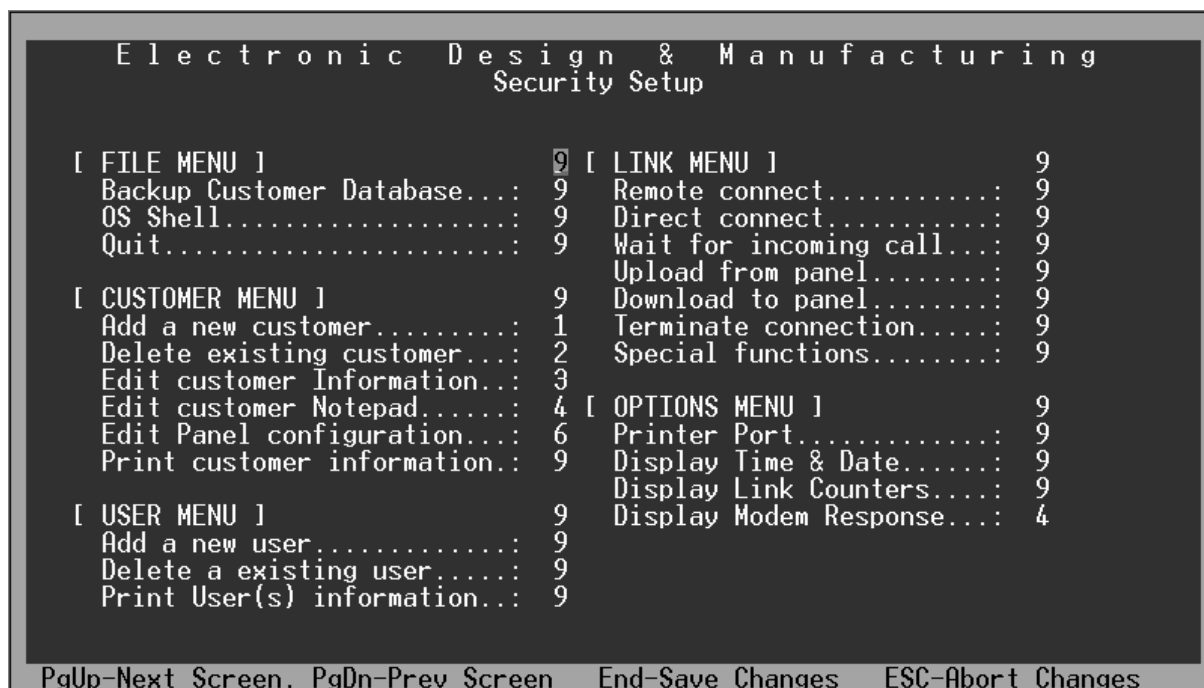 Electronic Design & Manufacturing
Security Setup
[ FILE MENU ] 9
Backup Customer Database...: 9
OS Shell.....................: 9
Quit.........................: 9
[ CUSTOMER MENU ] 9
Add a new customer.........: 1
Delete existing customer...: 2
Edit customer Information..: 3
Edit customer Notepad......: 4
Edit Panel configuration...: 6
Print customer information.: 9
[ USER MENU ] 9
Add a new user..............: 9
Delete a existing user.....: 9
Print User(s) information..: 9
[ LINK MENU ] 9
Remote connect............: 9
Direct connect............: 9
Wait for incoming call...: 9
Upload from panel........: 9
Download to panel........: 9
Terminate connection.....: 9
Special functions........: 9
[ OPTIONS MENU ] 9
Printer Port..............: 9
Display Time & Date......: 9
Display Link Counters....: 9
Display Modem Response...: 4
PgUp-Next Screen, PgDn-Prev Screen End-Save Changes ESC-Abort Changes